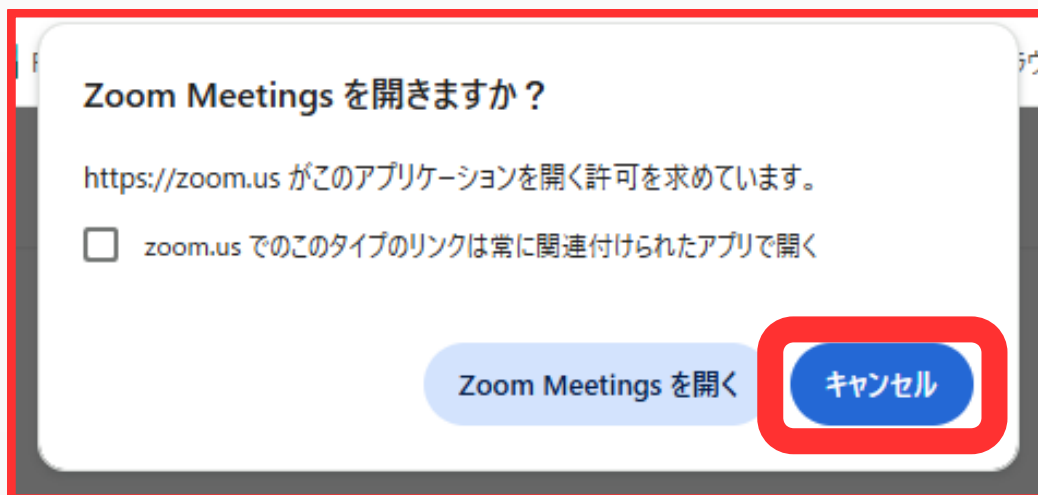 Zoom Meetings を開きますか？
https://zoom.us がこのアプリケーションを開く許可を求めています。
zoom.us でのこのタイプのリンクは常に関連付けられたアプリで開く
Zoom Meetings を開く
キャンセル